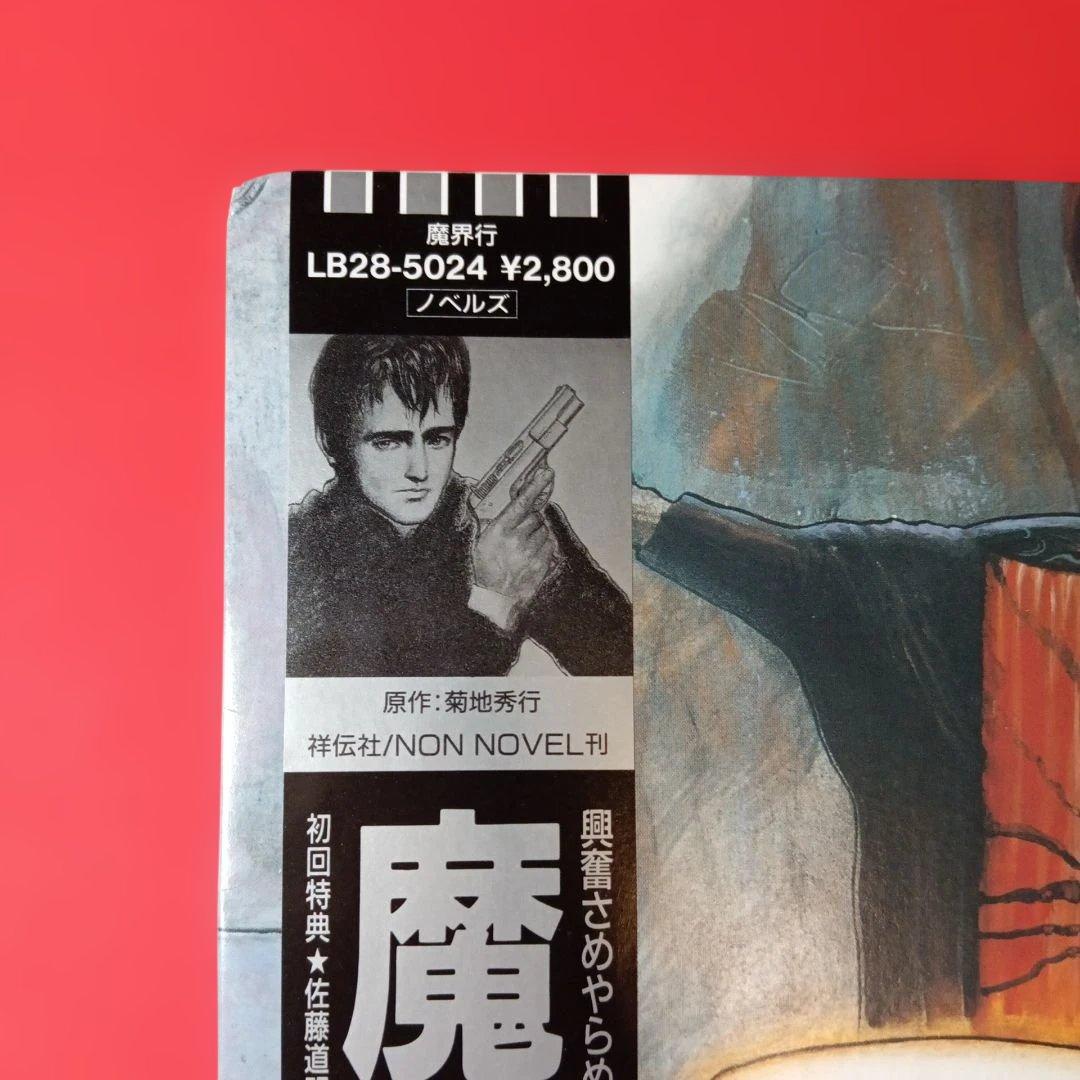 魔界行
LB28-5024 ¥2,800
ノベルズ
原作:菊地秀行
祥伝社/NON NOVEL刊
興奮さめやらぬ
魔
初回特典★佐藤道